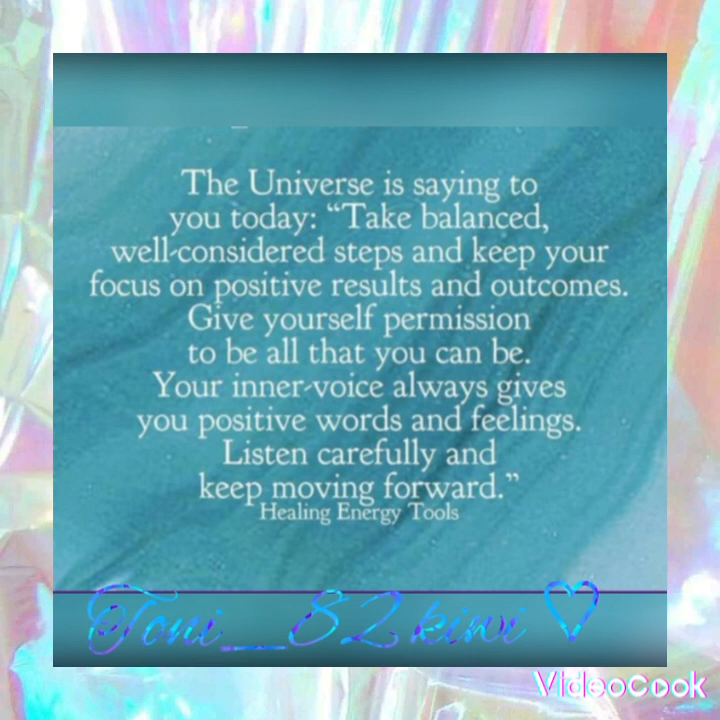 The Universe is saying to
you today: “Take balanced,
well-considered steps and keep your
focus on positive results and outcomes.
Give yourself permission
to be all that you can be.
Your inner-voice always gives
you positive words and feelings.
Listen carefully and
keep moving forward.”
Healing Energy Tools
@Toni__82kiwi♡
VideoCook